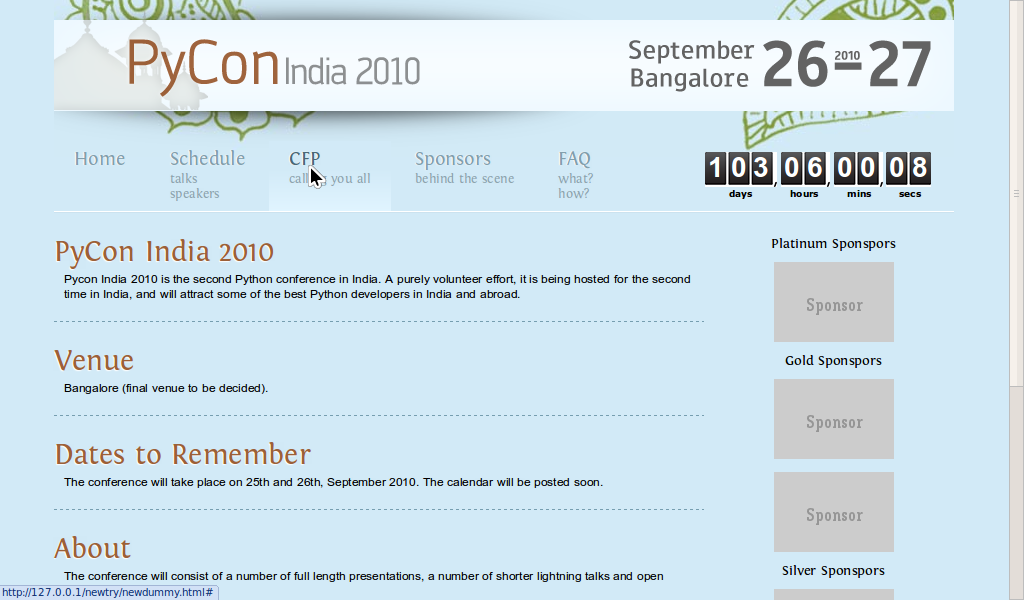 PyCon India 2010
September 26-27
Bangalore 2010
Home
Schedule
talks
speakers
CFP
you all
Sponsors
behind the scene
FAQ
what?
how?
103,06,00,08
days hours mins secs
PyCon India 2010
Pycon India 2010 is the second Python conference in India. A purely volunteer effort, it is being hosted for the second
time in India, and will attract some of the best Python developers in India and abroad.
Venue
Bangalore (final venue to be decided).
Dates to Remember
The conference will take place on 25th and 26th, September 2010. The calendar will be posted soon.
About
The conference will consist of a number of full length presentations, a number of shorter lightning talks and open
Platinum Sponspors
Sponsor
Gold Sponspors
Sponsor
Sponsor
Silver Sponspors
http://127.0.0.1/newtry/newdummy.html#